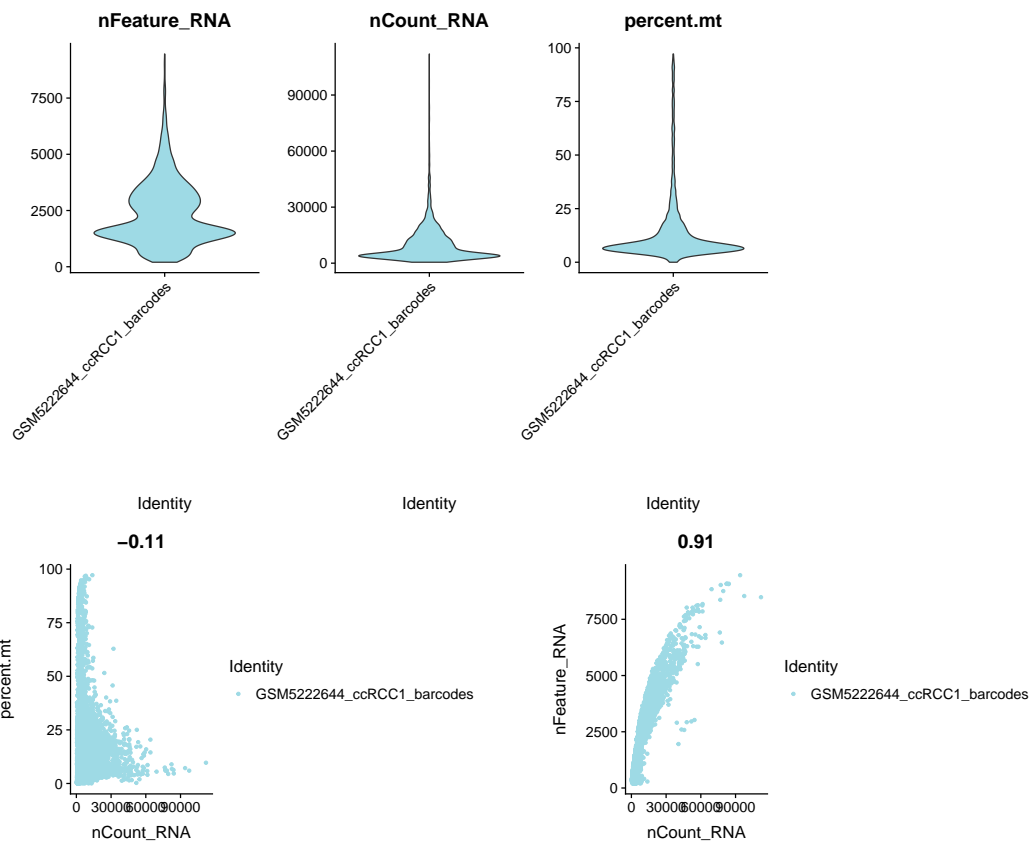 nFeature_RNA
nCount_RNA
percent.mt
7500
5000
2500
0
90000
60000
30000
0
100
75
50
25
0
GSM5222644_ccRCC1_barcodes
GSM5222644_ccRCC1_barcodes
GSM5222644_ccRCC1_barcodes
Identity
Identity
Identity
−0.11
percent.mt
100
75
50
25
0
0 30000 60000 90000
nCount_RNA
Identity
GSM5222644_ccRCC1_barcodes
0.91
nFeature_RNA
7500
5000
2500
0
0 30000 60000 90000
nCount_RNA
Identity
GSM5222644_ccRCC1_barcodes